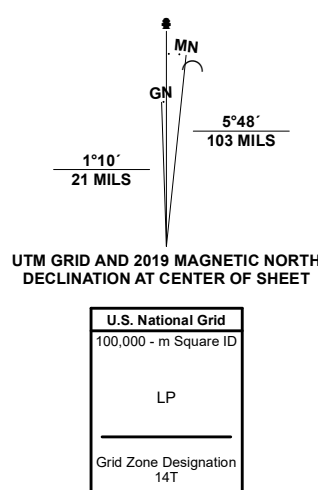 MN
GN
5°48´
103 MILS
1°10´
21 MILS
UTM GRID AND 2019 MAGNETIC NORTH
DECLINATION AT CENTER OF SHEET
U.S. National Grid
100,000 - m Square ID
LP
Grid Zone Designation
14T